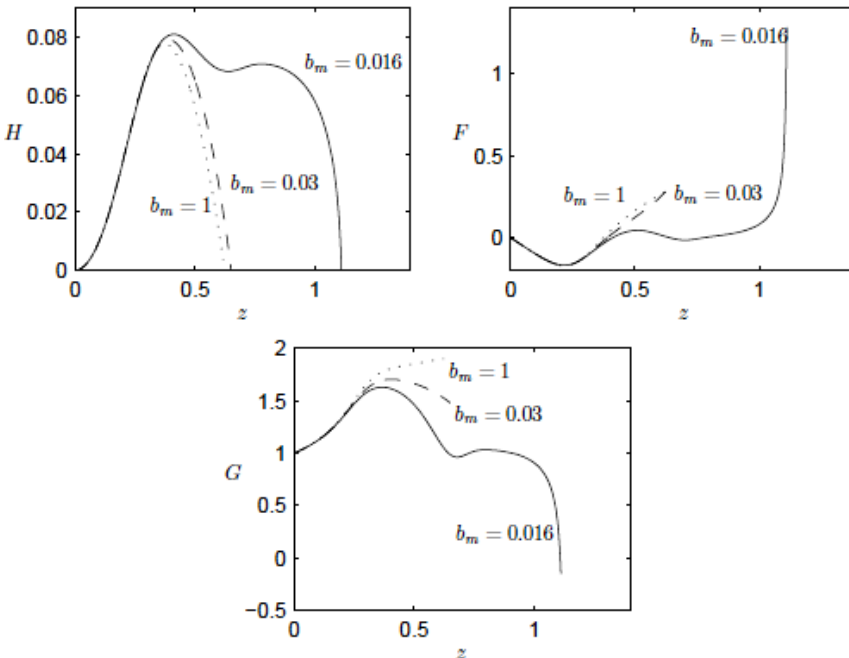 0.08
0.06
0.04
0.02
0
H
b_m = 0.016
b_m = 0.03
b_m = 1
0
0.5
1
z
1
0.5
0
F
b_m = 0.016
b_m = 1
b_m = 0.03
0
0.5
1
z
2
1.5
1
0.5
0
−0.5
G
b_m = 1
b_m = 0.03
b_m = 0.016
0
0.5
1
z